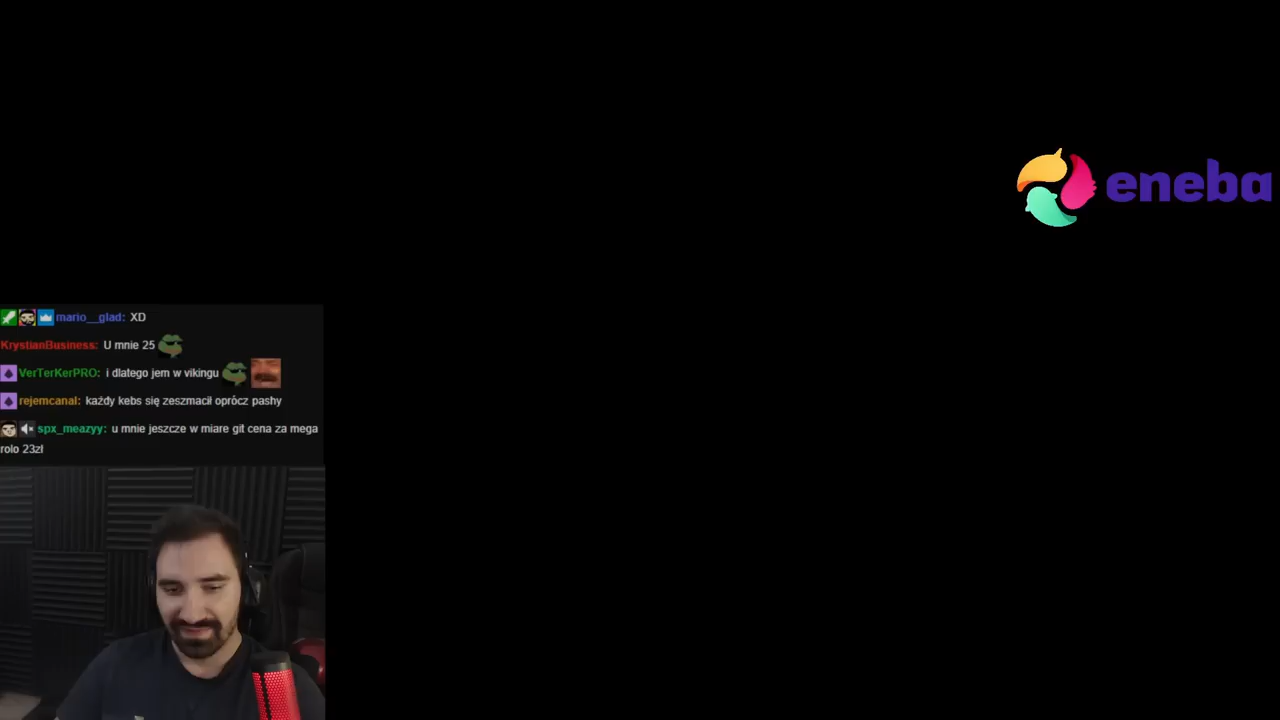 eneba
mario__glad: XD
KrystianBusiness: U mnie 25
VerTerKerPRO: i dlatego jem w vikingu
rejemcanal: każdy kebs się zeszmacił oprócz pashy
spx_meazyy: u mnie jeszcze w miare git cena za mega
rolo 23zł